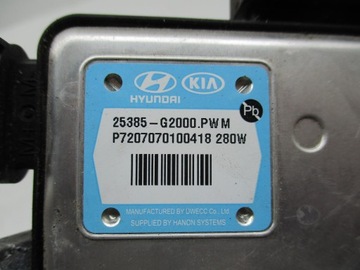 HYUNDAI
KIA
Pb
25385-G2000.PWM
P7207070100418 280W
MANUFACTURED BY UWECC Co., Ltd
SUPPLIED BY HANON SYSTEMS